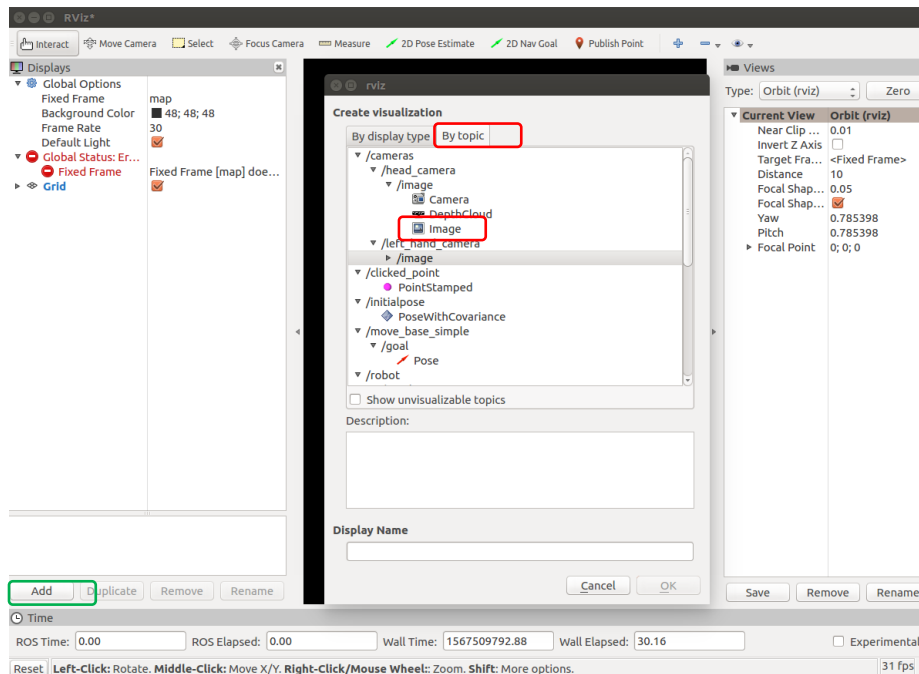 RViz*
Interact Move Camera Select Focus Camera Measure 2D Pose Estimate 2D Nav Goal Publish Point
Displays
Global Options
Fixed Frame map
Background Color 48; 48; 48
Frame Rate 30
Default Light
Global Status: Er...
Fixed Frame Fixed Frame [map] doe...
Grid
Add Duplicate Remove Rename
rviz
Create visualization
By display type By topic
/cameras
/head_camera
/image
Camera
DepthCloud
Image
/left_hand_camera
/image
/clicked_point
PointStamped
/initialpose
PoseWithCovariance
/move_base_simple
/goal
Pose
/robot
Show unvisualizable topics
Description:
Display Name
Cancel OK
Views
Type: Orbit (rviz) Zero
Current View Orbit (rviz)
Near Clip ... 0.01
Invert Z Axis
Target Fra... <Fixed Frame>
Distance 10
Focal Shap... 0.05
Focal Shap...
Yaw 0.785398
Pitch 0.785398
Focal Point 0; 0; 0
Save Remove Rename
Time
ROS Time: 0.00 ROS Elapsed: 0.00 Wall Time: 1567509792.88 Wall Elapsed: 30.16 Experimental
Reset Left-Click: Rotate. Middle-Click: Move X/Y. Right-Click/Mouse Wheel:: Zoom. Shift: More options. 31 fps